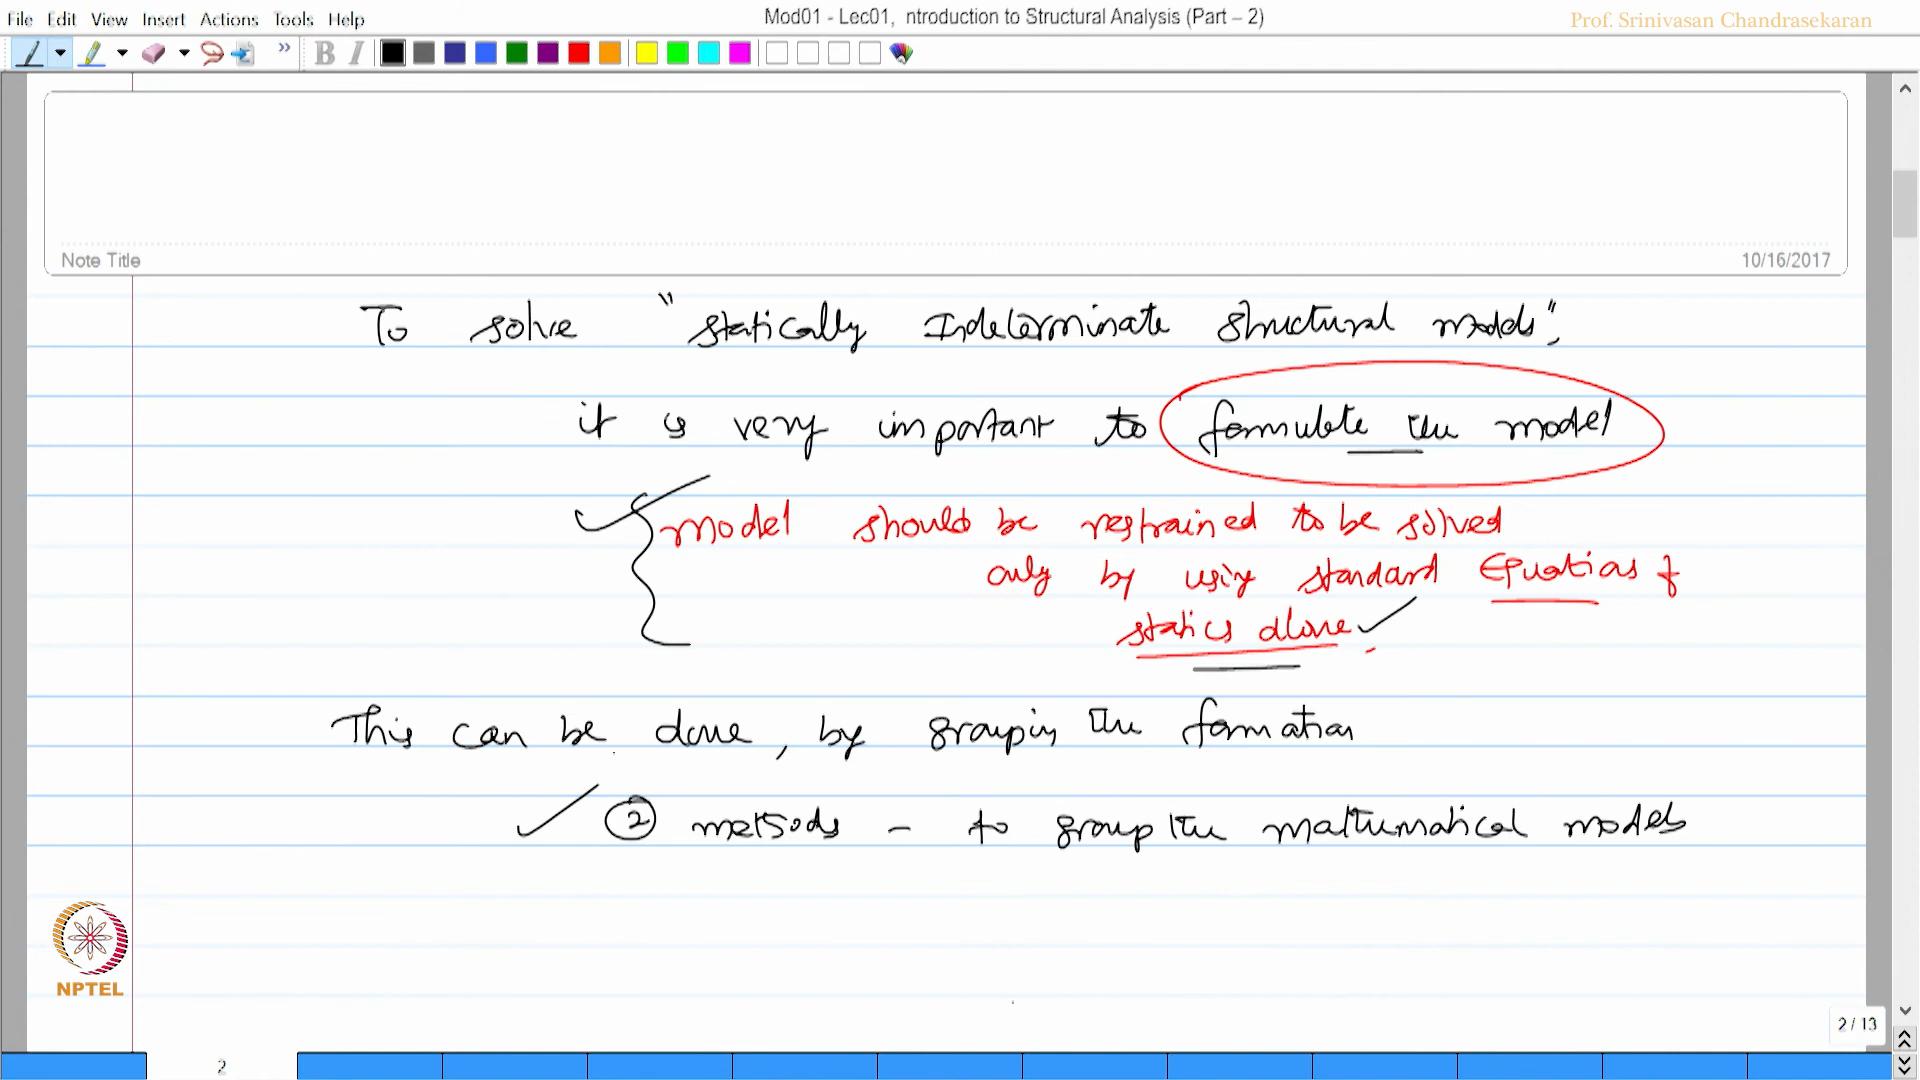 File Edit View Insert Actions Tools Help
Mod01 - Lec01, ntroduction to Structural Analysis (Part – 2)
Prof. Srinivasan Chandrasekaran
B I
Note Title
10/16/2017
To solve "statically Indeterminate structural models",
it is very important to formulate the model
model should be restrained to be solved
only by using standard Equations of
statics alone
This can be done, by grouping the formation
② methods – to group the mathematical models
NPTEL
2 / 13
2